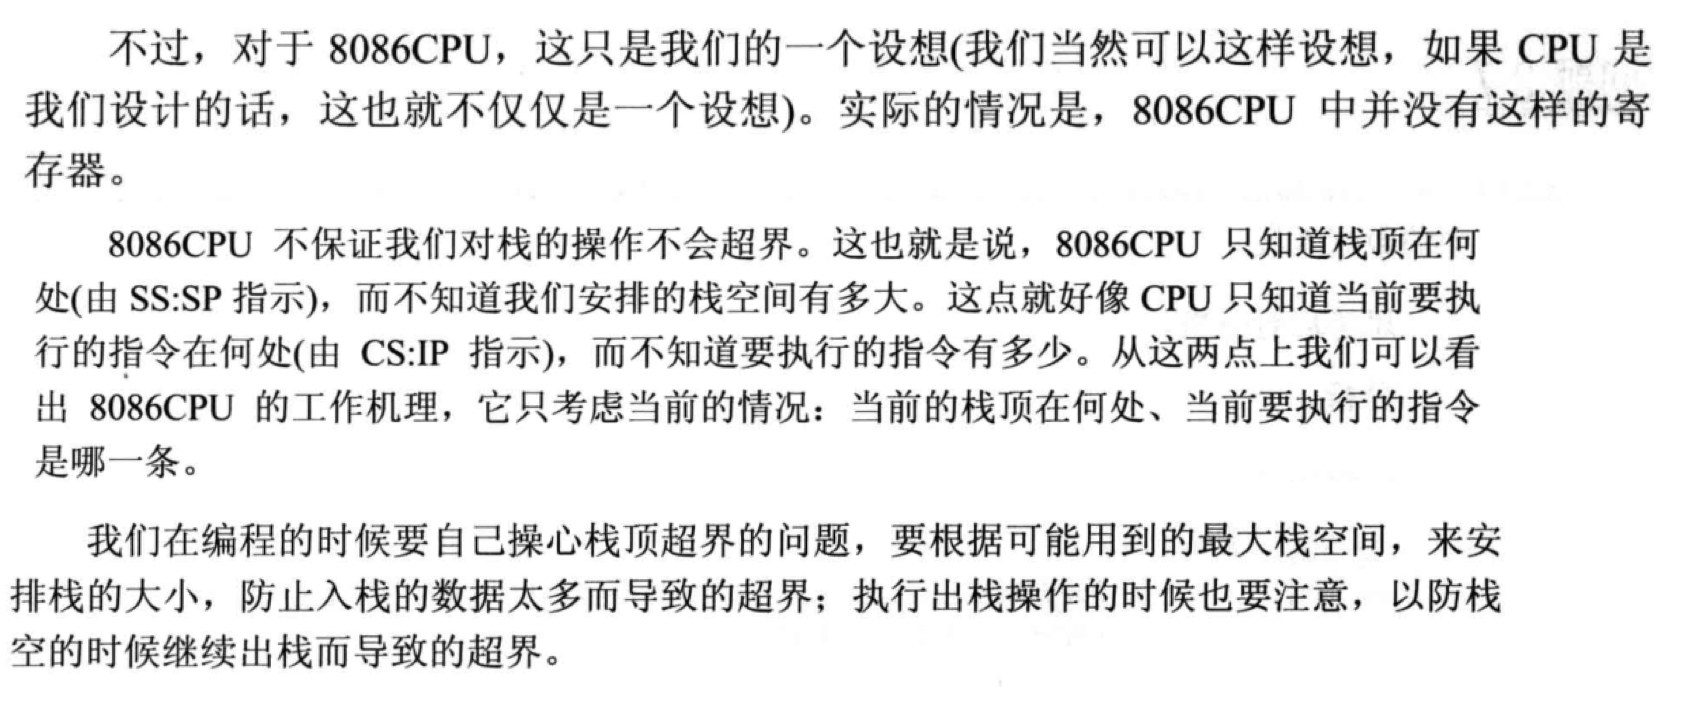 不过，对于 8086CPU，这只是我们的一个设想(我们当然可以这样设想，如果 CPU 是
我们设计的话，这也就不仅仅是一个设想)。实际的情况是，8086CPU 中并没有这样的寄
存器。
8086CPU 不保证我们对栈的操作不会超界。这也就是说，8086CPU 只知道栈顶在何
处(由 SS:SP 指示)，而不知道我们安排的栈空间有多大。这点就好像 CPU 只知道当前要执
行的指令在何处(由 CS:IP 指示)，而不知道要执行的指令有多少。从这两点上我们可以看
出 8086CPU 的工作机理，它只考虑当前的情况：当前的栈顶在何处、当前要执行的指令
是哪一条。
我们在编程的时候要自己操心栈顶超界的问题，要根据可能用到的最大栈空间，来安
排栈的大小，防止入栈的数据太多而导致的超界；执行出栈操作的时候也要注意，以防栈
空的时候继续出栈而导致的超界。